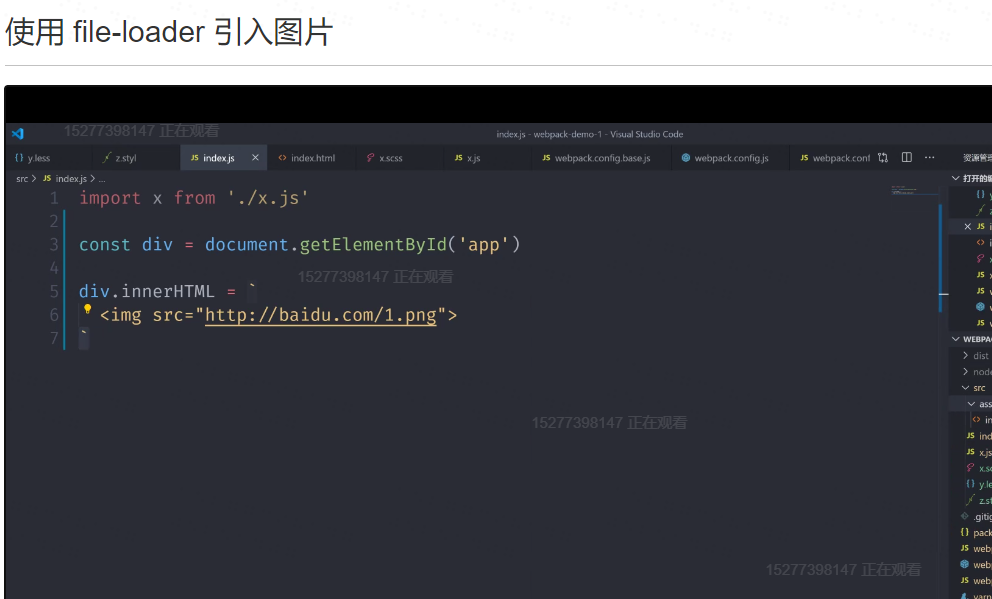 使用 file-loader 引入图片
15277398147 正在观看
index.js - webpack-demo-1 - Visual Studio Code
{} y.less z.styl JS index.js × <> index.html x.scss JS x.js JS webpack.config.base.js webpack.config.js JS webpack.conf ··· 资源管
src > JS index.js > ...
打开的编
1 import x from './x.js'
2
3 const div = document.getElementById('app')
4
15277398147 正在观看
5 div.innerHTML = `
6 <img src="http://baidu.com/1.png">
7 `
WEBPA
dist
node
src
ass
in
15277398147 正在观看
ind
x.js
x.sc
y.le
z.st
.gitig
pack
webp
webp
15277398147 正在观看
webp
yarn